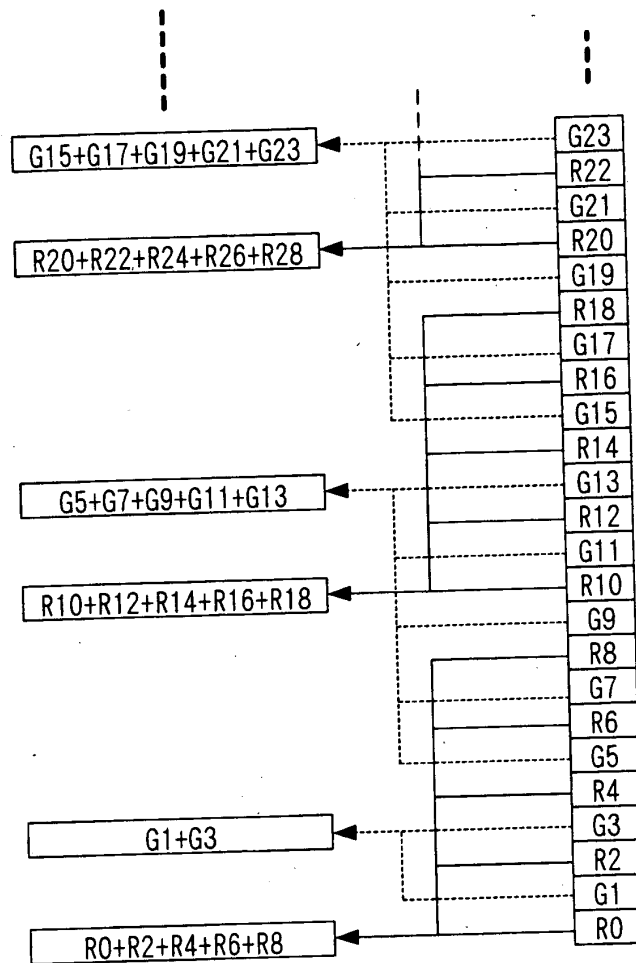 G15+G17+G19+G21+G23
R20+R22+R24+R26+R28
G5+G7+G9+G11+G13
R10+R12+R14+R16+R18
G1+G3
R0+R2+R4+R6+R8
G23
R22
G21
R20
G19
R18
G17
R16
G15
R14
G13
R12
G11
R10
G9
R8
G7
R6
G5
R4
G3
R2
G1
R0